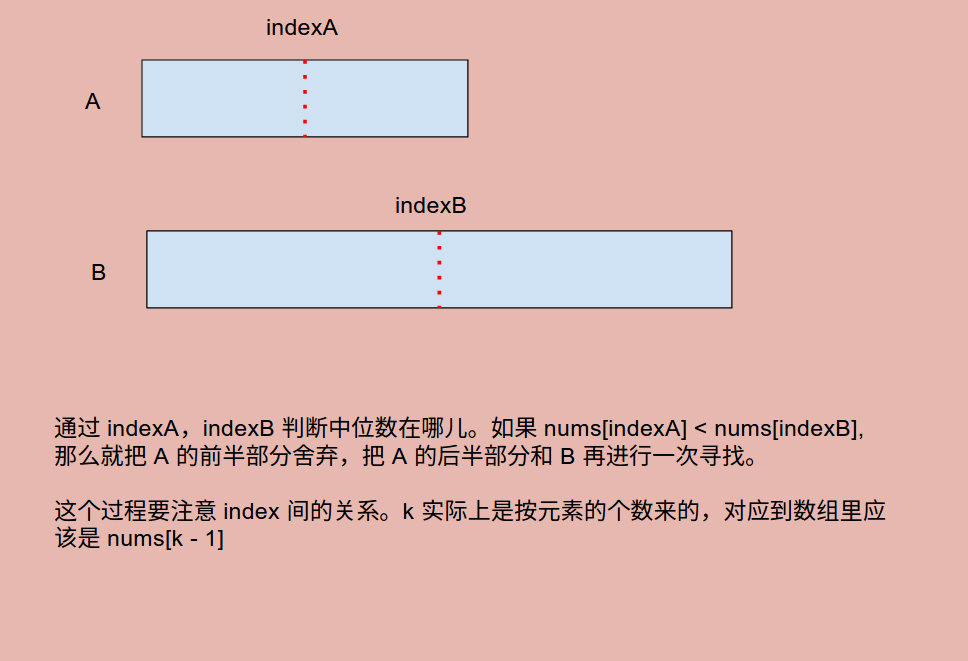 indexA
A
indexB
B
通过 indexA，indexB 判断中位数在哪儿。如果 nums[indexA] < nums[indexB],
那么就把 A 的前半部分舍弃，把 A 的后半部分和 B 再进行一次寻找。
这个过程要注意 index 间的关系。k 实际上是按元素的个数来的，对应到数组里应
该是 nums[k - 1]